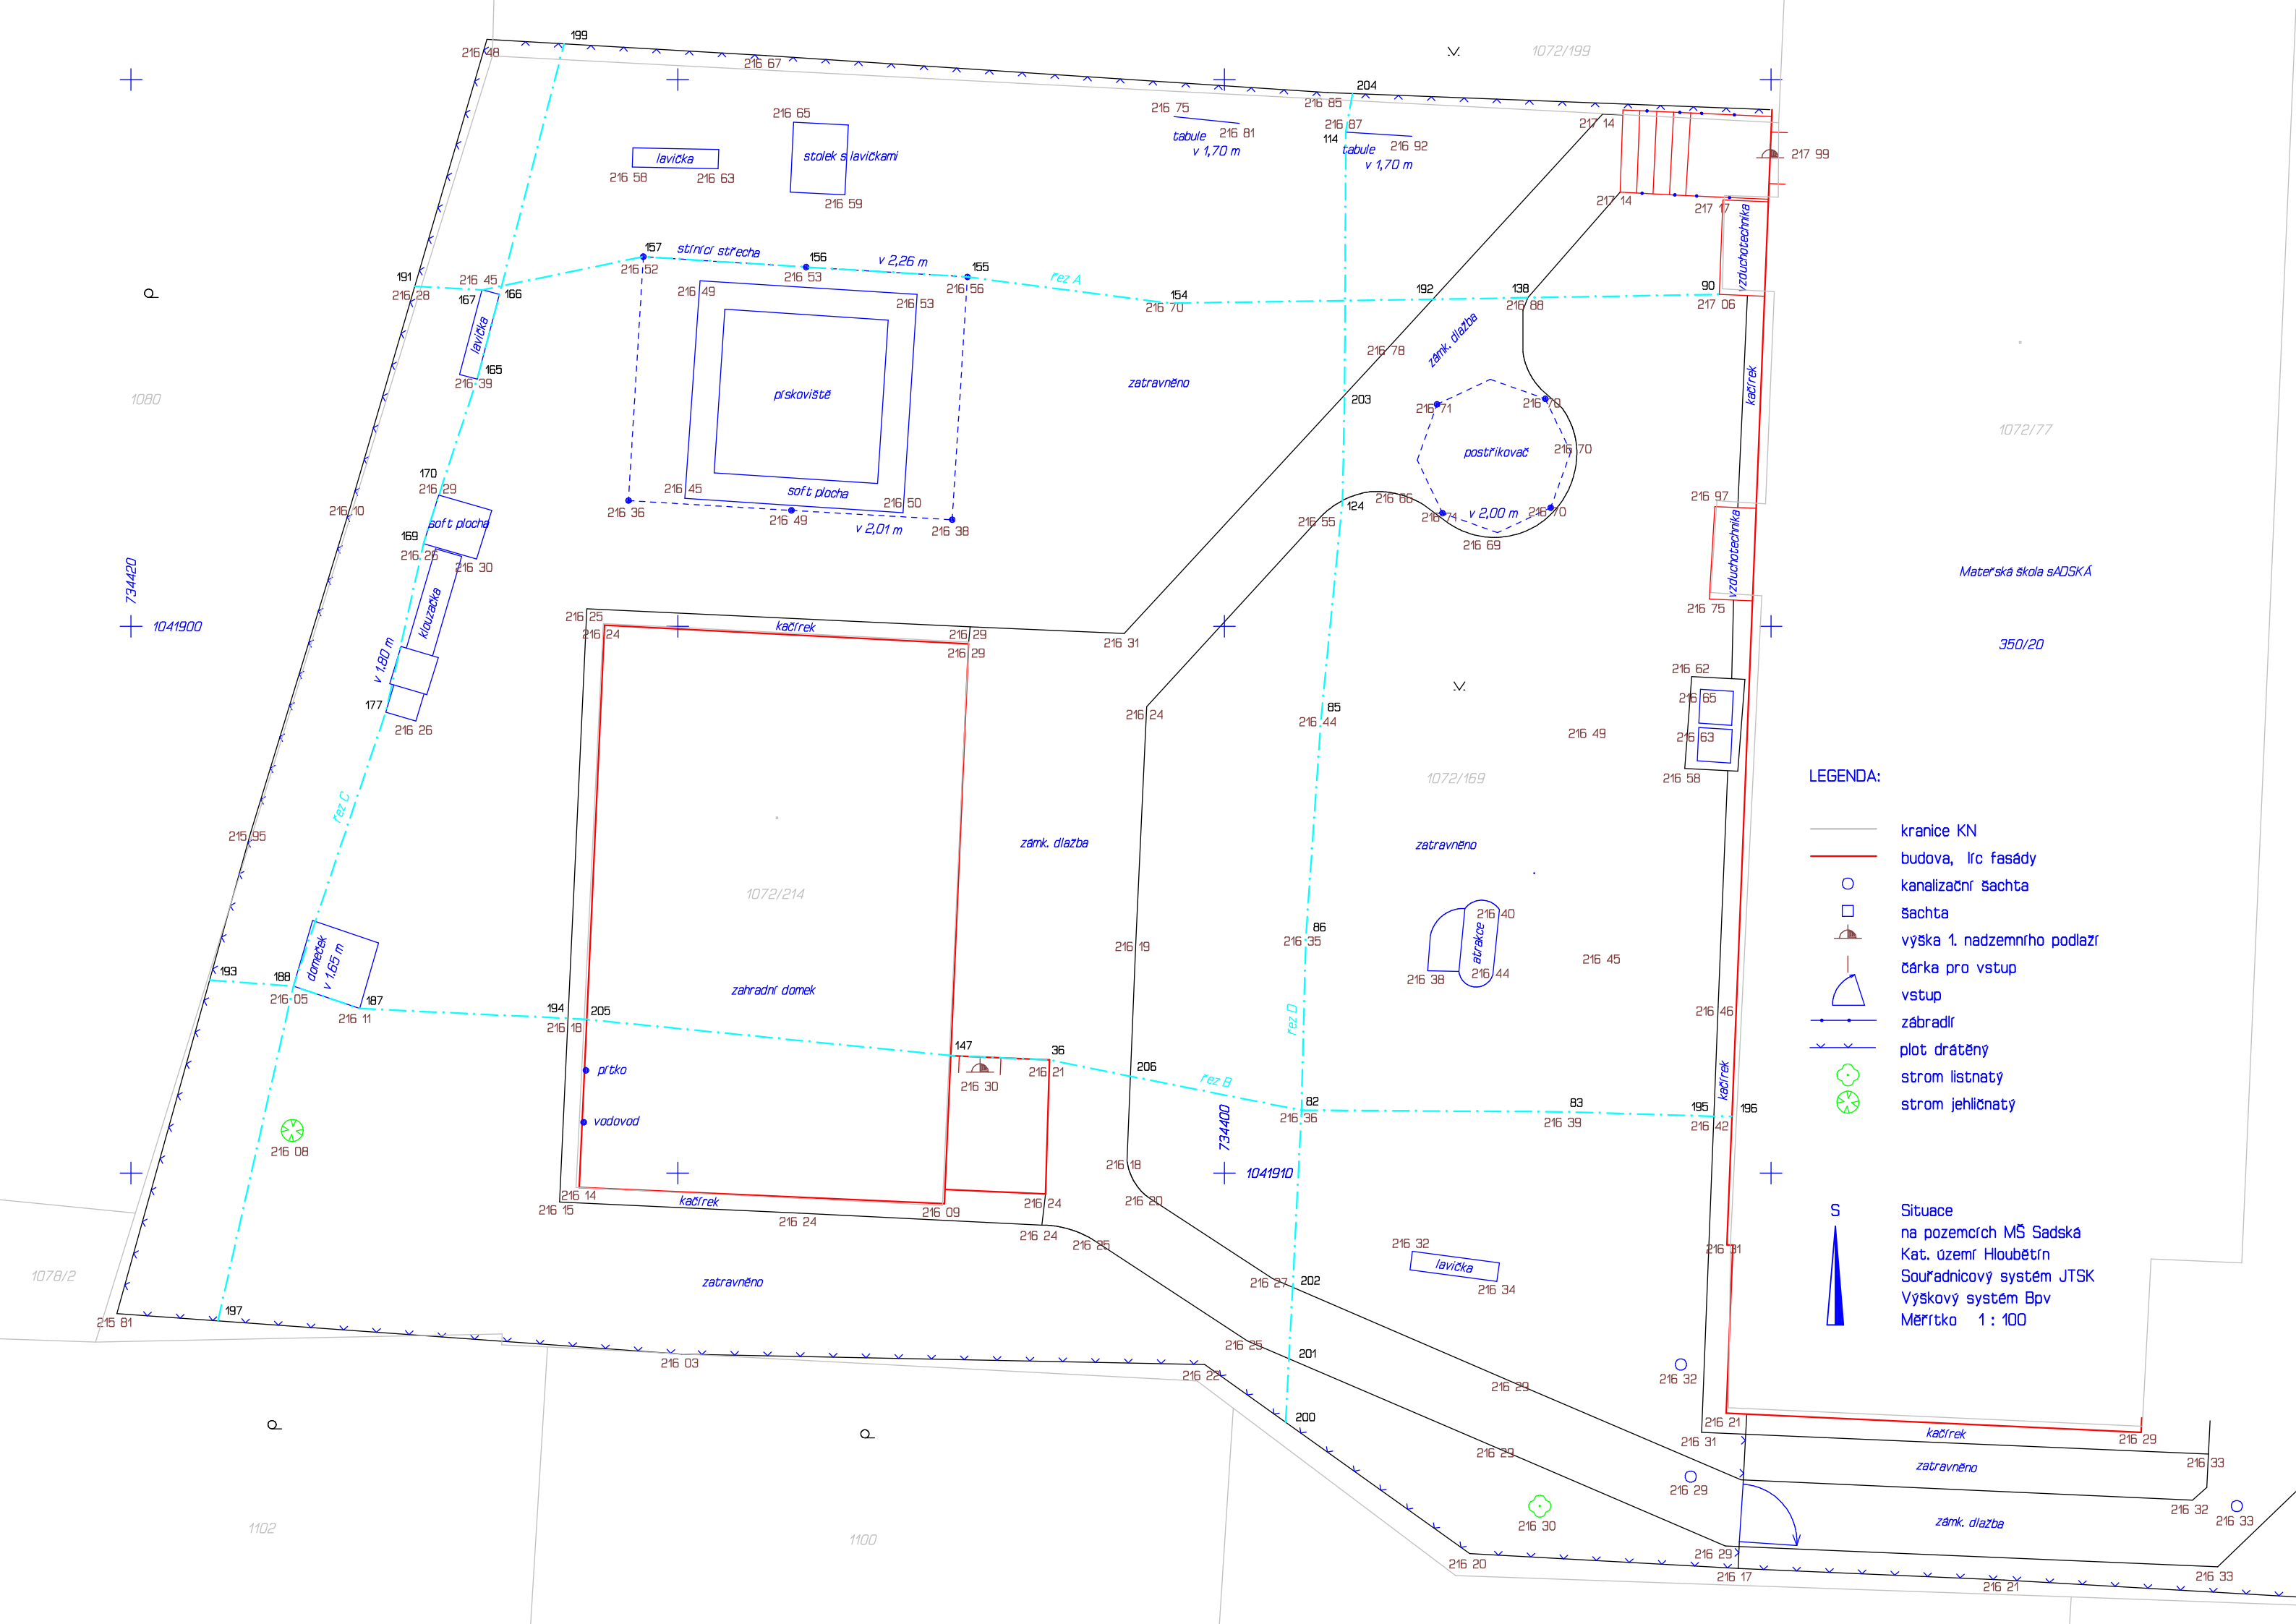 199
216 48
216 67
204
216 85
1072/199
216 65
216 75
216 81
216 87
114
216 92
217 14
tabule
v 1,70 m
tabule
v 1,70 m
lavička
stolek s lavičkami
216 58
216 63
216 59
217 99
217 14
217 17
vzduchotechnika
157
stínící střecha
156
v 2,26 m
155
řez A
216 52
216 53
216 56
191
216 45
216 28
167
166
154
216 70
192
138
216 88
90
217 06
216 49
216 53
lavička
165
216 39
zámk. dlažba
216 78
kačírek
1080
pískoviště
zatravněno
203
216 71
216 70
216 70
postřikovač
1072/77
170
216 29
216 45
soft plocha
216 50
216 10
216 36
216 49
v 2,01 m
216 38
124
216 55
216 66
216 71
v 2,00 m
216 70
216 69
216 97
vzduchotechnika
soft plocha
169
216 26
216 30
734420
1041900
klouzačka
v 1.80 m
Mateřská škola sADSKÁ
350/20
216 75
216 25
216 24
kačírek
216 29
216 29
216 31
216 62
216 65
216 63
216 58
177
216 26
216 24
85
216 44
216 49
1072/169
řez C
215 95
LEGENDA:
kranice KN
budova, líc fasády
kanalizační šachta
šachta
výška 1. nadzemního podlaží
čárka pro vstup
vstup
zábradlí
plot drátěný
strom listnatý
strom jehličnatý
zámk. dlažba
zatravněno
1072/214
216 40
atrakce
216 38
216 44
216 45
216 19
86
216 35
domeček
v 1.65 m
193
188
216 05
187
216 11
zahradní domek
194
205
216 18
řez D
216 46
147
36
216 21
216 30
206
řez B
pítko
vodovod
kačírek
82
216 36
83
216 39
195
196
216 42
216 08
734400
1041910
216 18
216 20
216 14
216 15
kačírek
216 24
216 09
216 24
216 24
216 25
S
Situace
na pozemcích MŠ Sadská
Kat. území Hloubětín
Souřadnicový systém JTSK
Výškový systém Bpv
Měřítko 1 : 100
1078/2
zatravněno
216 27
202
216 32
lavička
216 34
216 31
215 81
197
216 03
216 25
201
216 22
216 29
216 32
200
216 21
216 31
kačírek
216 29
216 29
zatravněno
216 33
216 29
216 30
216 32
216 33
zámk. dlažba
1102
1100
216 20
216 29
216 17
216 21
216 33